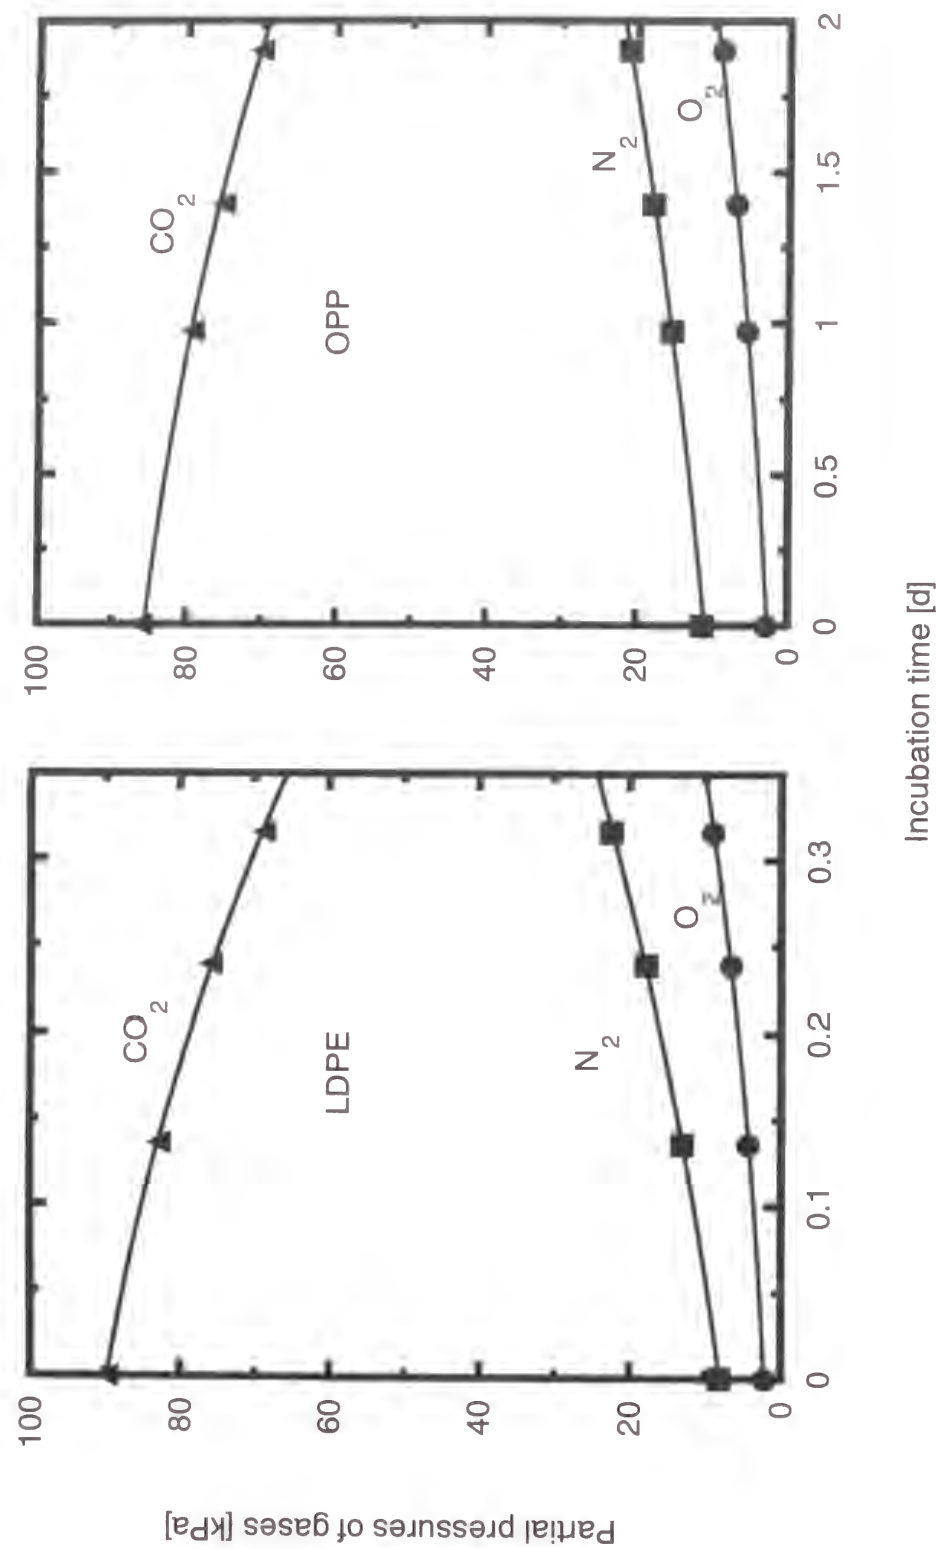 Partial pressures of gases [kPa]
100
80
60
40
20
0
CO2
LDPE
N2
O2
0
0.1
0.2
0.3
100
80
60
40
20
0
CO2
OPP
N2
O2
0
0.5
1
1.5
2
Incubation time [d]